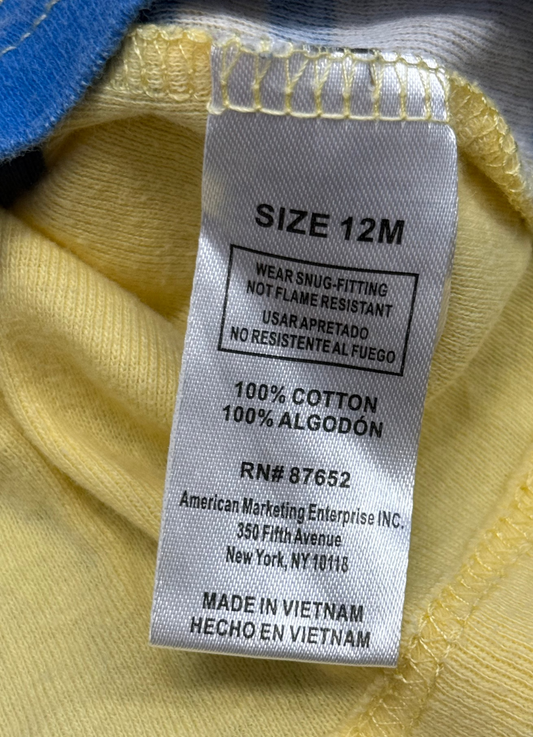 SIZE 12M
WEAR SNUG-FITTING
NOT FLAME RESISTANT
USAR APRETADO
NO RESISTENTE AL FUEGO
100% COTTON
100% ALGODÓN
RN# 87652
American Marketing Enterprise INC.
350 Fifth Avenue
New York, NY 10118
MADE IN VIETNAM
HECHO EN VIETNAM